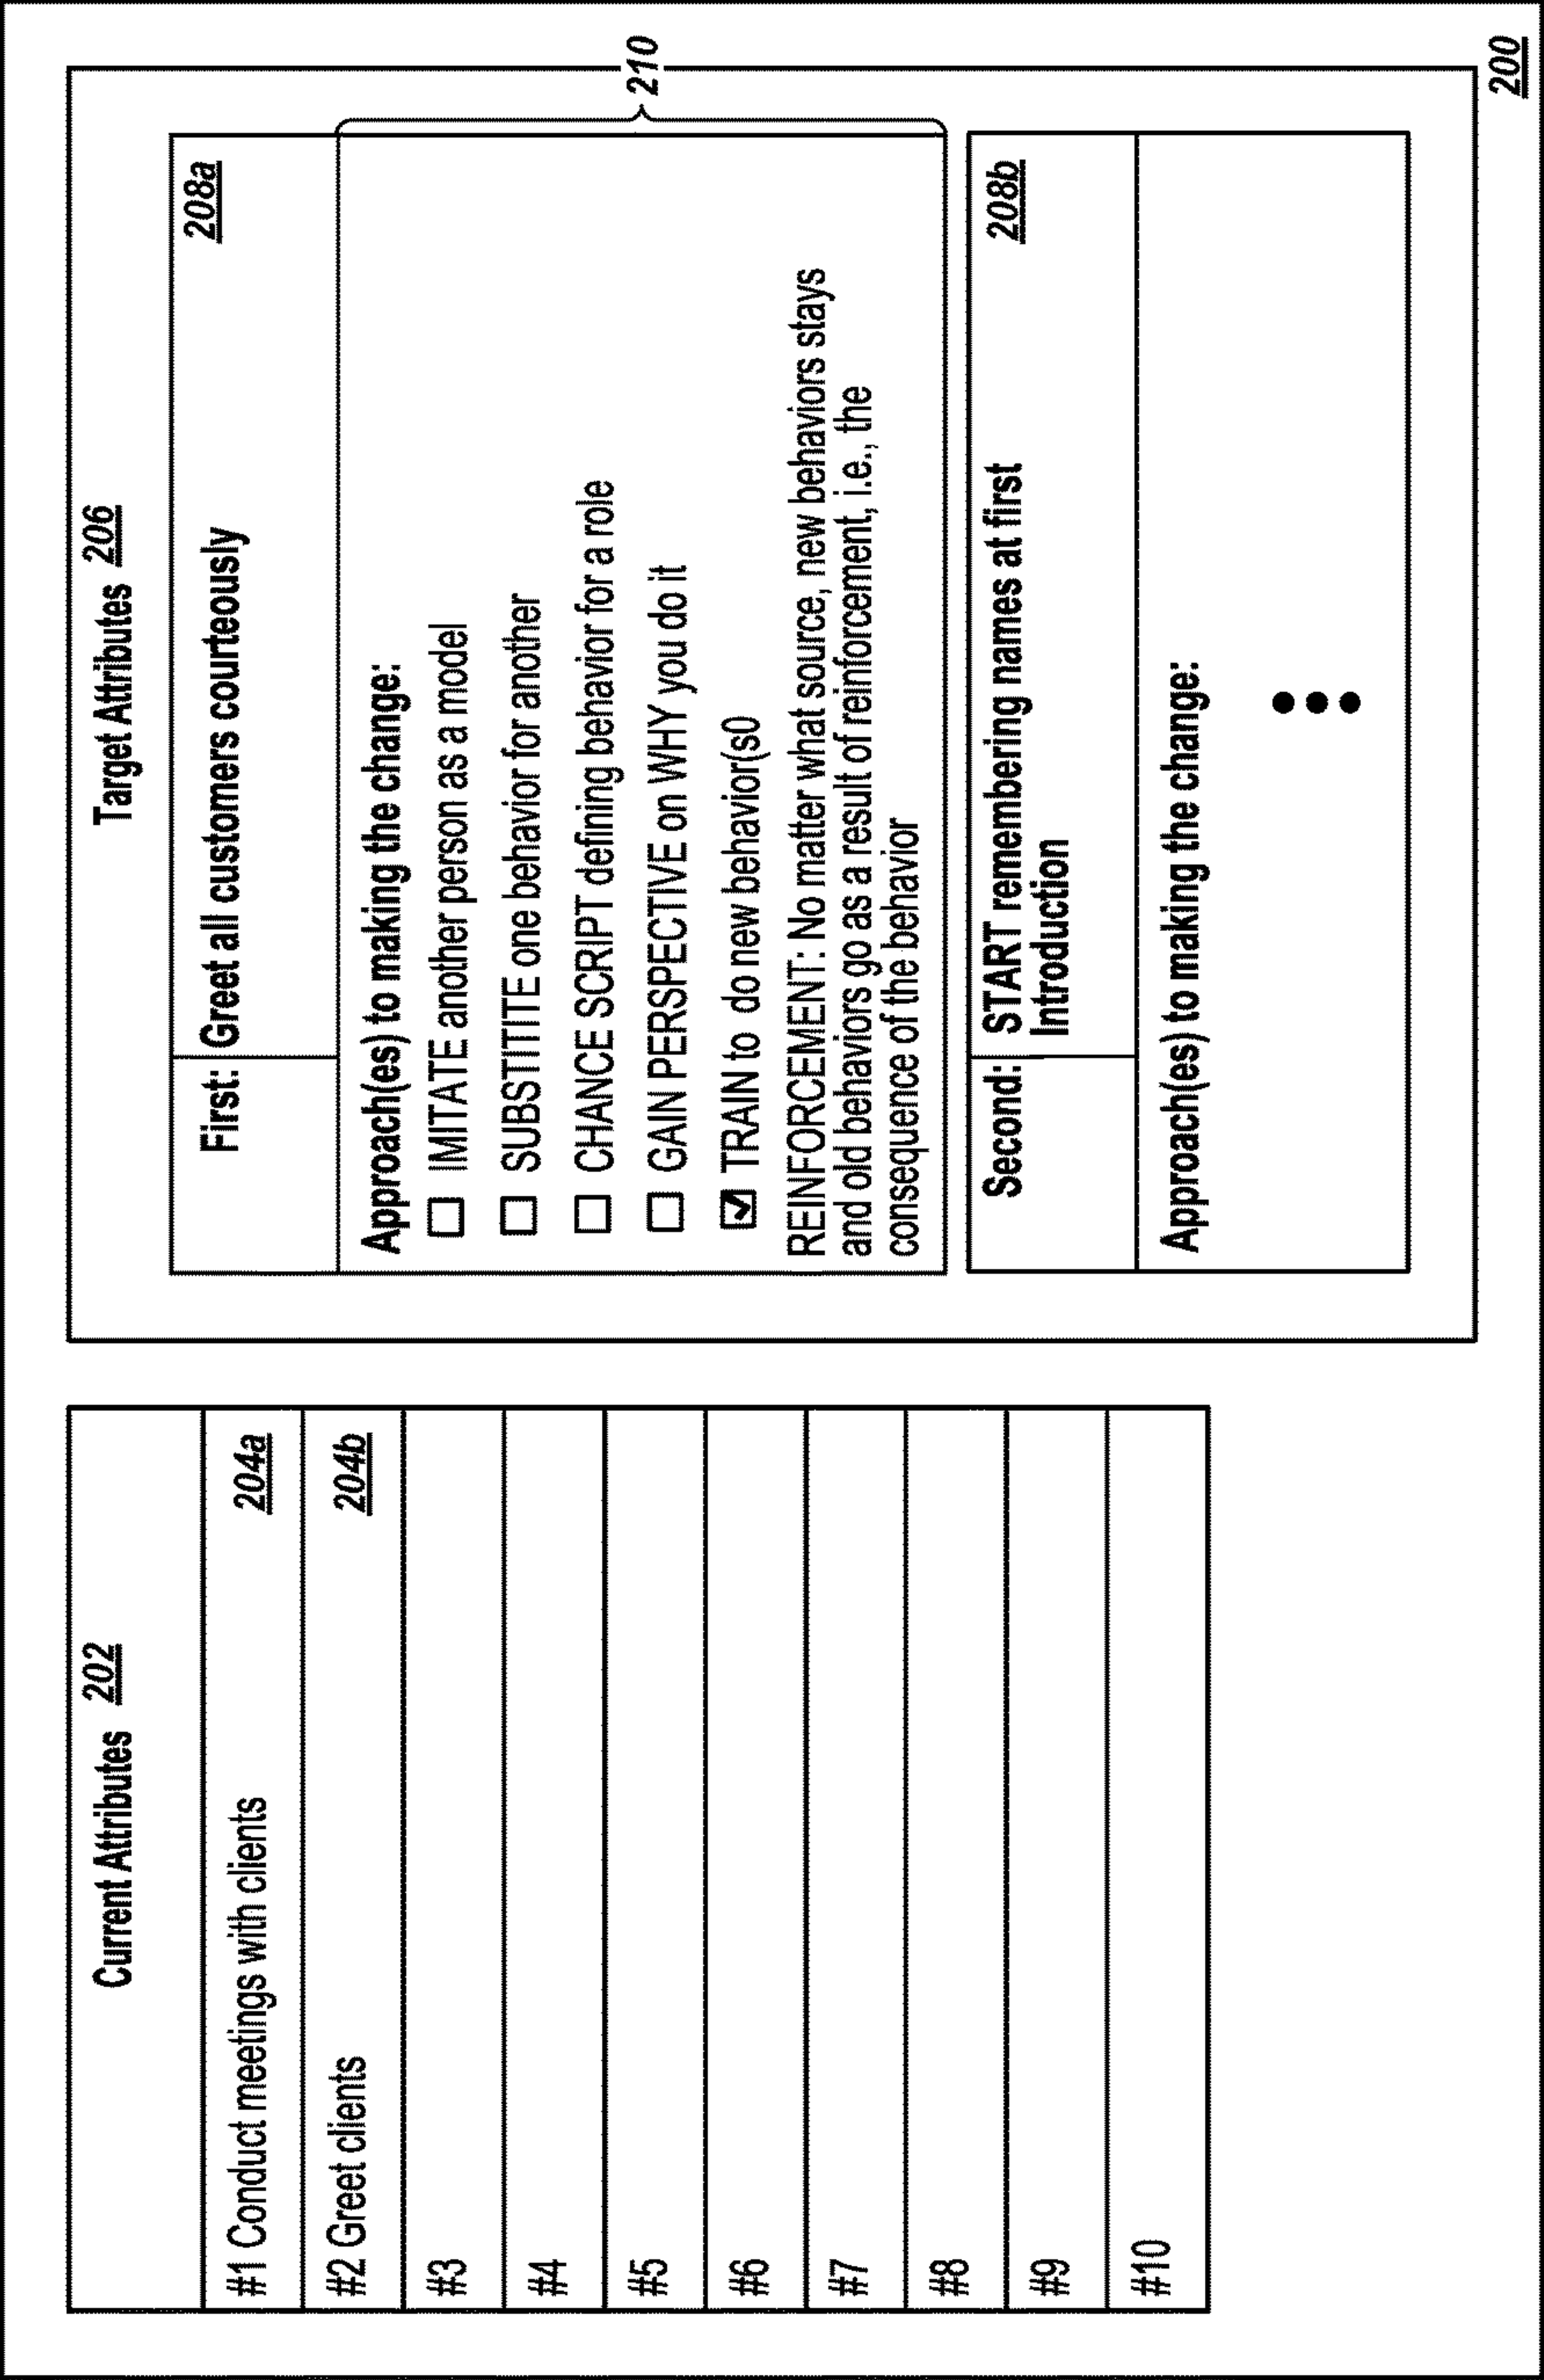 Current Attributes 202
#1 Conduct meetings with clients 204a
#2 Greet clients 204b
#3
#4
#5
#6
#7
#8
#9
#10
Target Attributes 206
First: Greet all customers courteously 208a
Approach(es) to making the change:
IMITATE another person as a model
SUBSTITITE one behavior for another
CHANCE SCRIPT defining behavior for a role
GAIN PERSPECTIVE on WHY you do it
TRAIN to do new behavior(s0
REINFORCEMENT: No matter what source, new behaviors stays
and old behaviors go as a result of reinforcement, i.e., the
consequence of the behavior
210
Second: START remembering names at first 208b
Introduction
Approach(es) to making the change:
200